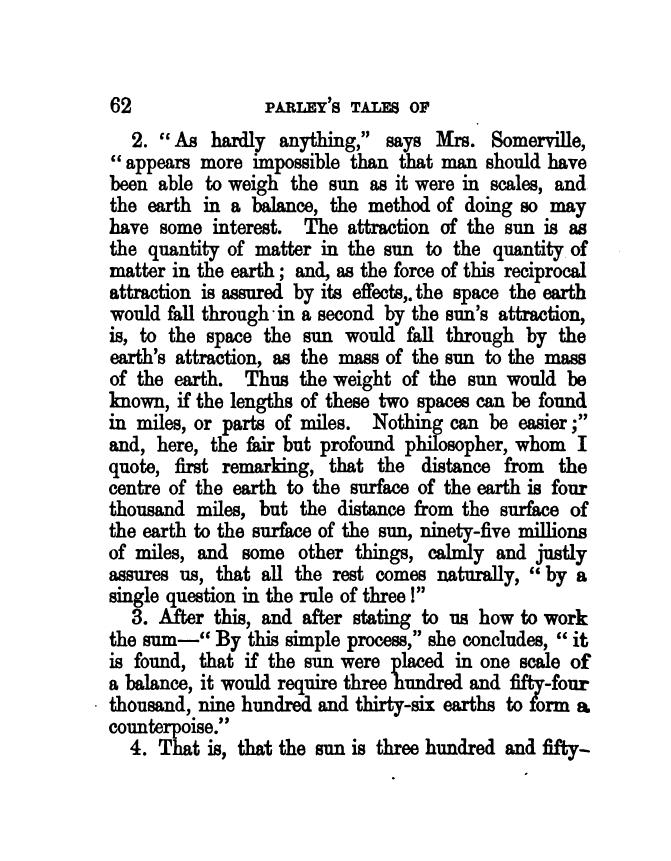 62 PARLEY'S TALES OF
2. "As hardly anything," says Mrs. Somerville,
"appears more impossible than that man should have
been able to weigh the sun as it were in scales, and
the earth in a balance, the method of doing so may
have some interest. The attraction of the sun is as
the quantity of matter in the sun to the quantity of
matter in the earth; and, as the force of this reciprocal
attraction is assured by its effects,. the space the earth
would fall through in a second by the sun's attraction,
is, to the space the sun would fall through by the
earth's attraction, as the mass of the sun to the mass
of the earth. Thus the weight of the sun would be
known, if the lengths of these two spaces can be found
in miles, or parts of miles. Nothing can be easier;"
and, here, the fair but profound philosopher, whom I
quote, first remarking, that the distance from the
centre of the earth to the surface of the earth is four
thousand miles, but the distance from the surface of
the earth to the surface of the sun, ninety-five millions
of miles, and some other things, calmly and justly
assures us, that all the rest comes naturally, "by a
single question in the rule of three!"
3. After this, and after stating to us how to work
the sum—"By this simple process," she concludes, "it
is found, that if the sun were placed in one scale of
a balance, it would require three hundred and fifty-four
thousand, nine hundred and thirty-six earths to form a
counterpoise."
4. That is, that the sun is three hundred and fifty-